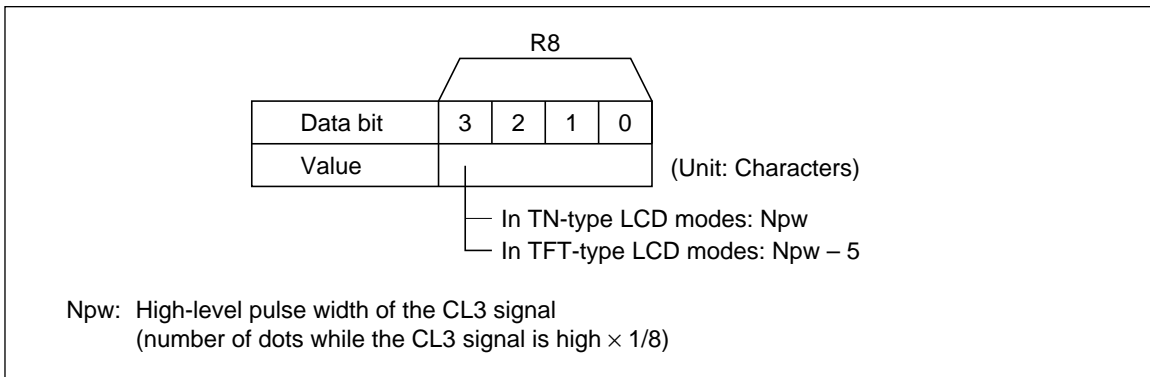 R8
Data bit 3 2 1 0
Value (Unit: Characters)
In TN-type LCD modes: Npw
In TFT-type LCD modes: Npw – 5
Npw: High-level pulse width of the CL3 signal
(number of dots while the CL3 signal is high × 1/8)